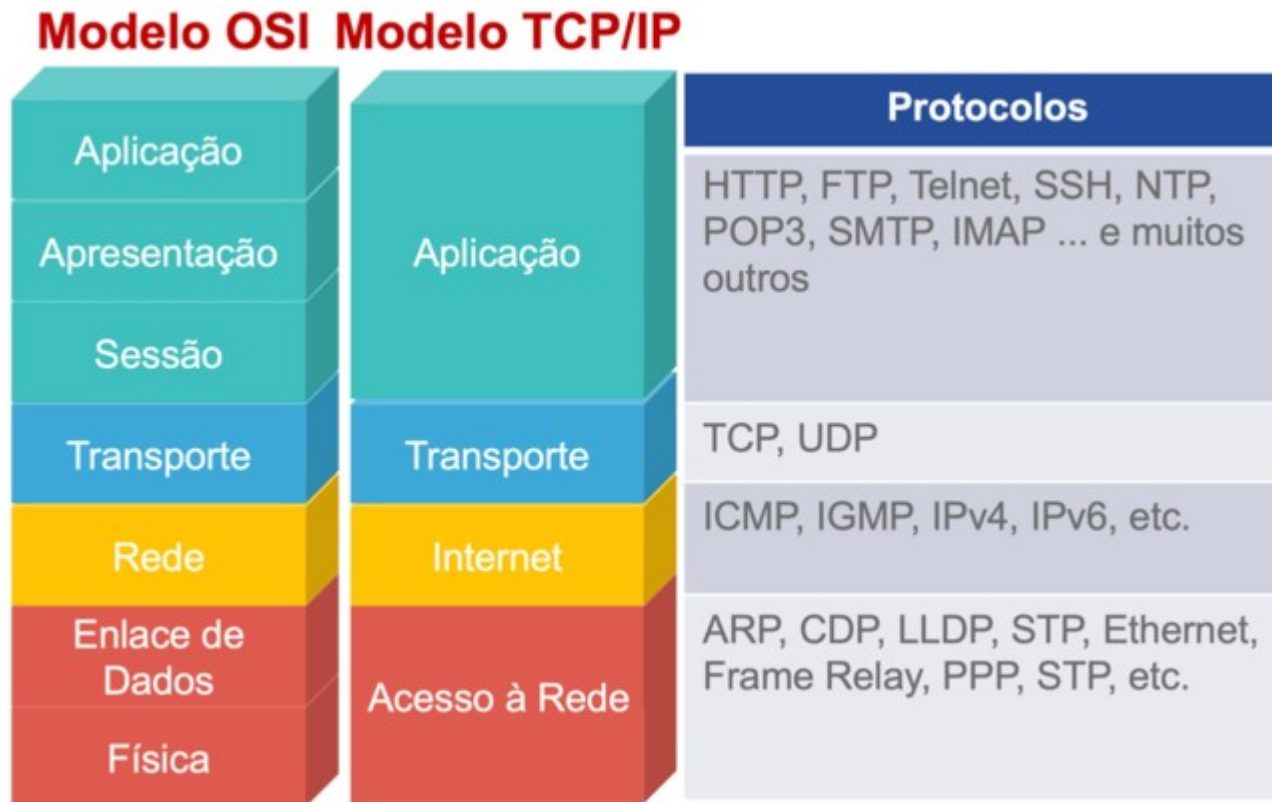 Modelo OSI Modelo TCP/IP
Protocolos
Aplicação
Apresentação
Sessão
Transporte
Rede
Enlace de
Dados
Física
Aplicação
Transporte
Internet
Acesso à Rede
HTTP, FTP, Telnet, SSH, NTP,
POP3, SMTP, IMAP ... e muitos
outros
TCP, UDP
ICMP, IGMP, IPv4, IPv6, etc.
ARP, CDP, LLDP, STP, Ethernet,
Frame Relay, PPP, STP, etc.